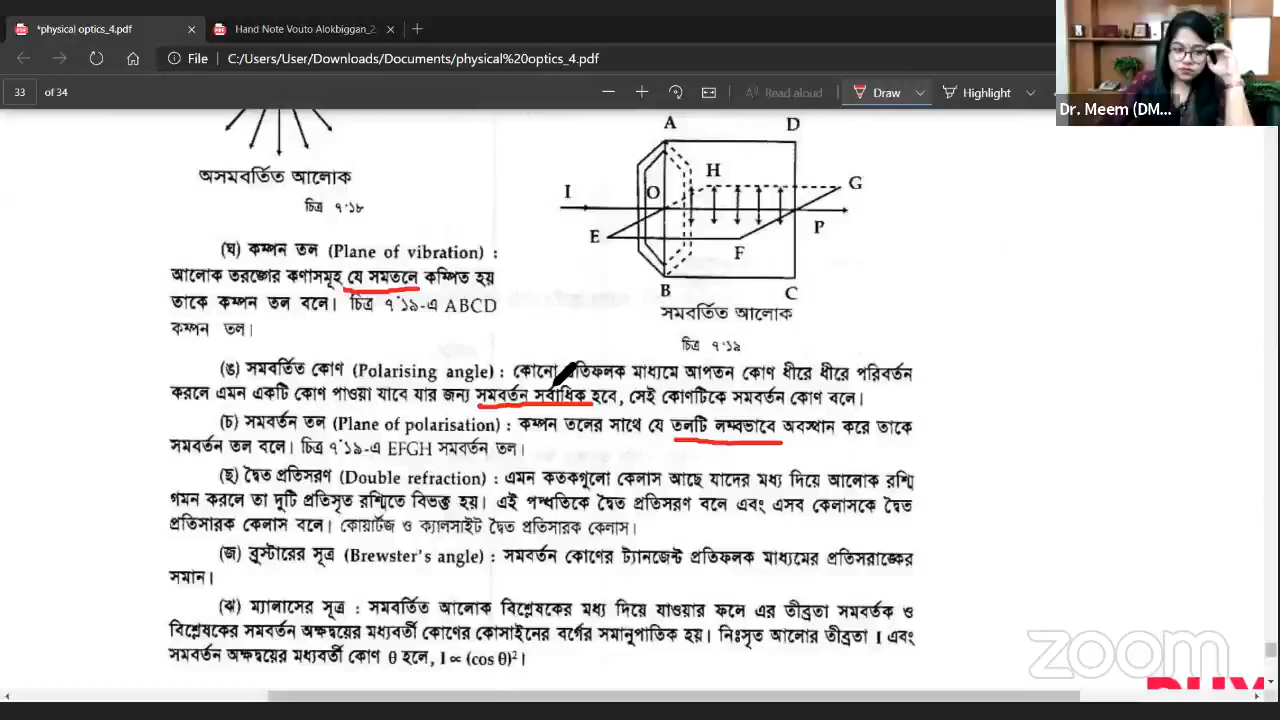 *physical optics_4.pdf
Hand Note Vouto Alokbiggan_2
File C:/Users/User/Downloads/Documents/physical%20optics_4.pdf
Dr. Meem (DM...
33 of 34
Read aloud
Draw
Highlight
অসমবর্তিত আলোক
চিত্র ৭·১৮
A D
H
I O G
E F P
B C
সমবর্তিত আলোক
চিত্র ৭·১৯
(ঘ) কম্পন তল (Plane of vibration) :
আলোক তরঙ্গের কণাসমূহ যে সমতলে কম্পিত হয়
তাকে কম্পন তল বলে। চিত্র ৭·১৯-এ ABCD
কম্পন তল।
(ঙ) সমবর্তিত কোণ (Polarising angle) : কোনো প্রতিফলক মাধ্যমে আপতন কোণ ধীরে ধীরে পরিবর্তন
করলে এমন একটি কোণ পাওয়া যাবে যার জন্য সমবর্তন সর্বাধিক হবে, সেই কোণটিকে সমবর্তন কোণ বলে।
(চ) সমবর্তন তল (Plane of polarisation) : কম্পন তলের সাথে যে তলটি লম্বভাবে অবস্থান করে তাকে
সমবর্তন তল বলে। চিত্র ৭·১৯-এ EFGH সমবর্তন তল।
(ছ) দ্বৈত প্রতিসরণ (Double refraction) : এমন কতকগুলো কেলাস আছে যাদের মধ্য দিয়ে আলোক রশ্মি
গমন করলে তা দুটি প্রতিসৃত রশ্মিতে বিভক্ত হয়। এই পদ্ধতিকে দ্বৈত প্রতিসরণ বলে এবং এসব কেলাসকে দ্বৈত
প্রতিসারক কেলাস বলে। কোয়ার্টজ ও ক্যালসাইট দ্বৈত প্রতিসারক কেলাস।
(জ) ব্রুস্টারের সূত্র (Brewster's angle) : সমবর্তন কোণের ট্যানজেন্ট প্রতিফলক মাধ্যমের প্রতিসরাঙ্কের
সমান।
(ঝ) ম্যালাসের সূত্র : সমবর্তিত আলোক বিশ্লেষকের মধ্য দিয়ে যাওয়ার ফলে এর তীব্রতা সমবর্তক ও
বিশ্লেষকের সমবর্তন অক্ষদ্বয়ের মধ্যবর্তী কোণের কোসাইনের বর্গের সমানুপাতিক হয়। নিঃসৃত আলোর তীব্রতা I এবং
সমবর্তন অক্ষদ্বয়ের মধ্যবর্তী কোণ θ হলে, I ∝ (cos θ)²।
zoom